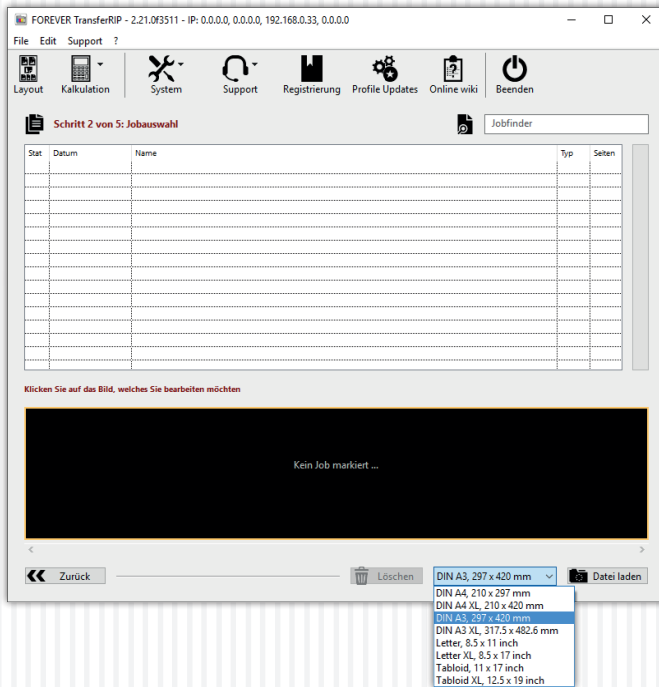 FOREVER TransferRIP - 2.21.0f3511 - IP: 0.0.0.0, 0.0.0.0, 192.168.0.33, 0.0.0.0
File Edit Support ?
Layout Kalkulation System Support Registrierung Profile Updates Online wiki Beenden
Schritt 2 von 5: Jobauswahl Jobfinder
Stat Datum Name Typ Seiten
Klicken Sie auf das Bild, welches Sie bearbeiten möchten
Kein Job markiert ...
Zurück Löschen DIN A3, 297 x 420 mm Datei laden
DIN A4, 210 x 297 mm
DIN A4 XL, 210 x 420 mm
DIN A3, 297 x 420 mm
DIN A3 XL, 317.5 x 482.6 mm
Letter, 8.5 x 11 inch
Letter XL, 8.5 x 17 inch
Tabloid, 11 x 17 inch
Tabloid XL, 12.5 x 19 inch